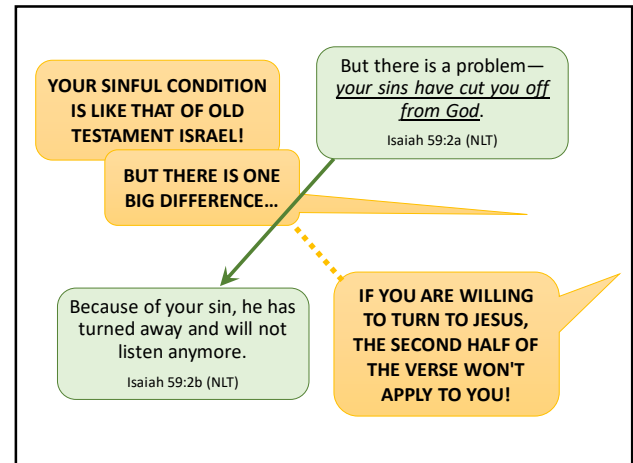 YOUR SINFUL CONDITION
IS LIKE THAT OF OLD
TESTAMENT ISRAEL!
But there is a problem—
your sins have cut you off
from God.
Isaiah 59:2a (NLT)
BUT THERE IS ONE
BIG DIFFERENCE…
Because of your sin, he has
turned away and will not
listen anymore.
Isaiah 59:2b (NLT)
IF YOU ARE WILLING
TO TURN TO JESUS,
THE SECOND HALF OF
THE VERSE WON'T
APPLY TO YOU!